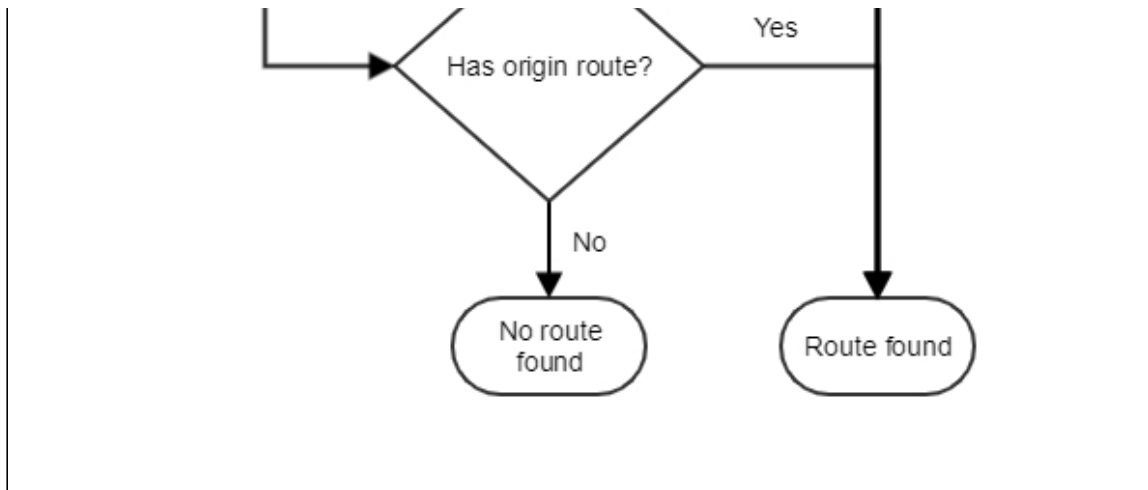 Yes
Has origin route?
No
No route
found
Route found